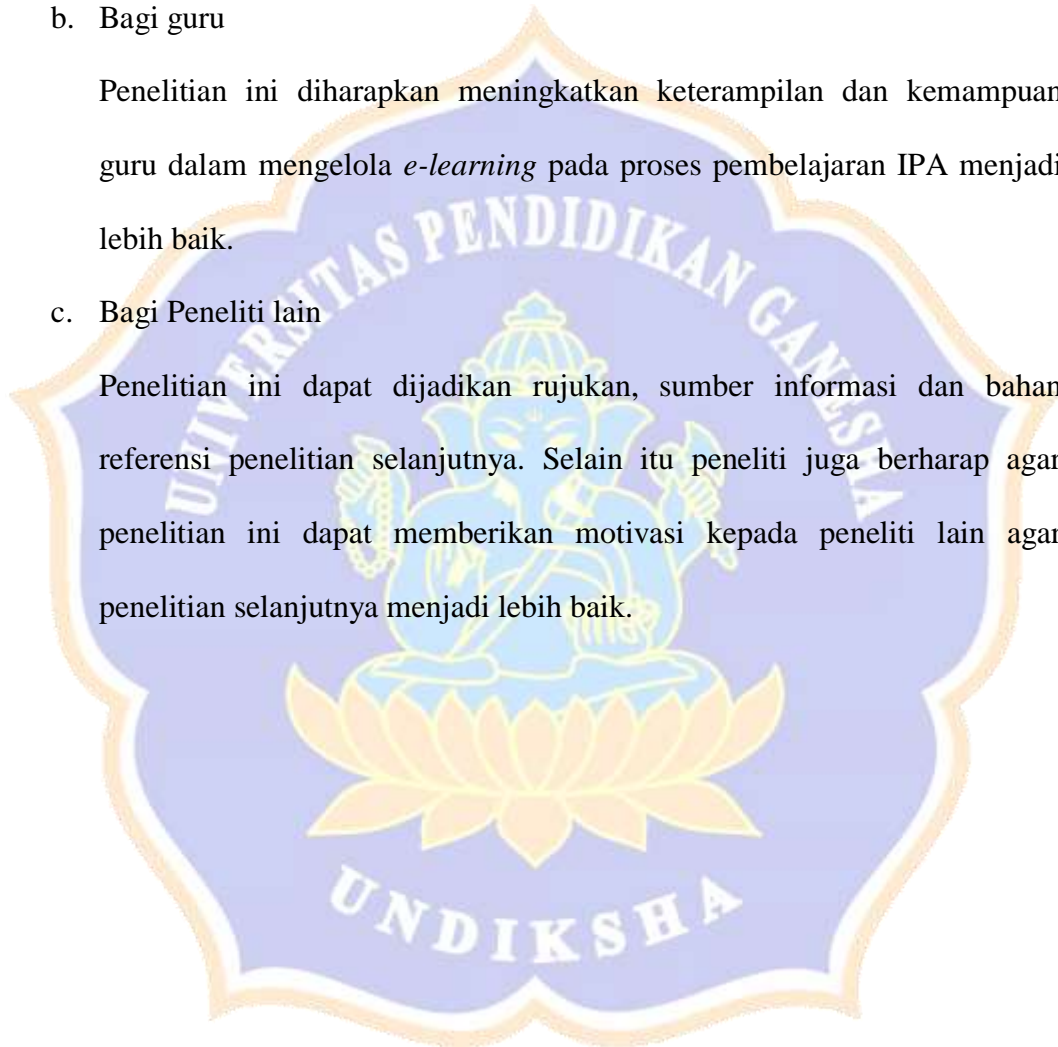 b. Bagi guru
Penelitian ini diharapkan meningkatkan keterampilan dan kemampuan
guru dalam mengelola e-learning pada proses pembelajaran IPA menjadi
lebih baik.
c. Bagi Peneliti lain
Penelitian ini dapat dijadikan rujukan, sumber informasi dan bahan
referensi penelitian selanjutnya. Selain itu peneliti juga berharap agar
penelitian ini dapat memberikan motivasi kepada peneliti lain agar
penelitian selanjutnya menjadi lebih baik.
UNIVERSITAS PENDIDIKAN GANESHA
UNDIKSHA